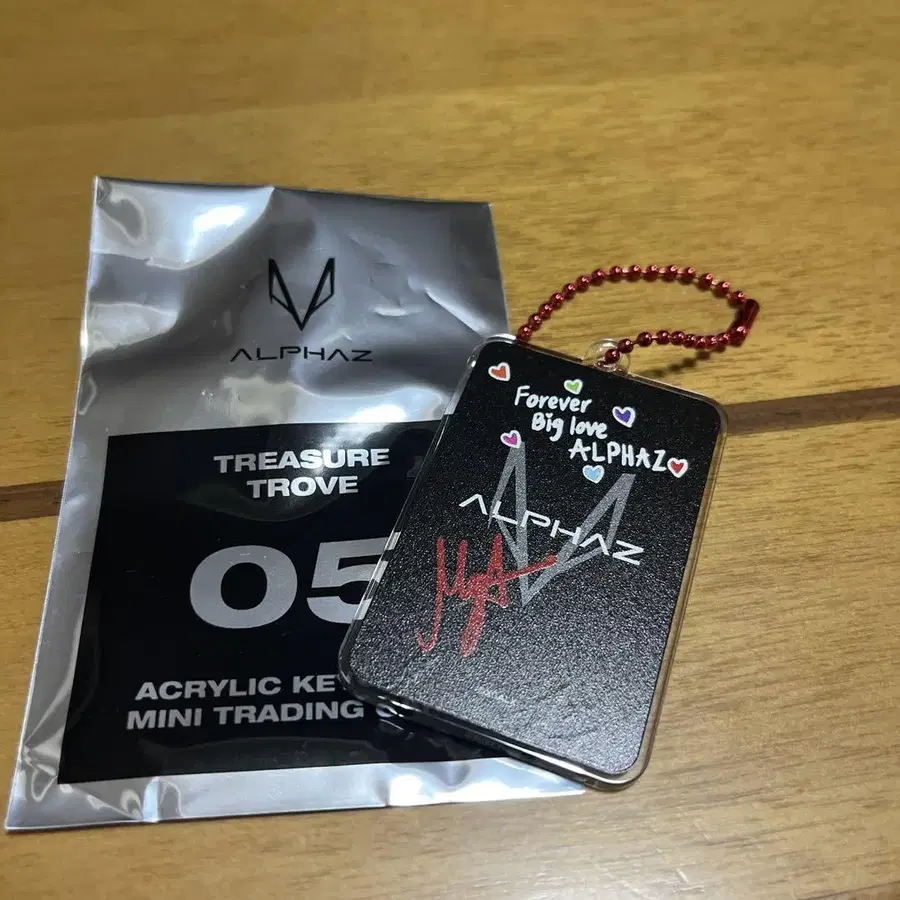 ALPHAZ
TREASURE
TROVE
05
ACRYLIC KE
MINI TRADING
Forever
Big love
ALPHAZ
ALPHAZ